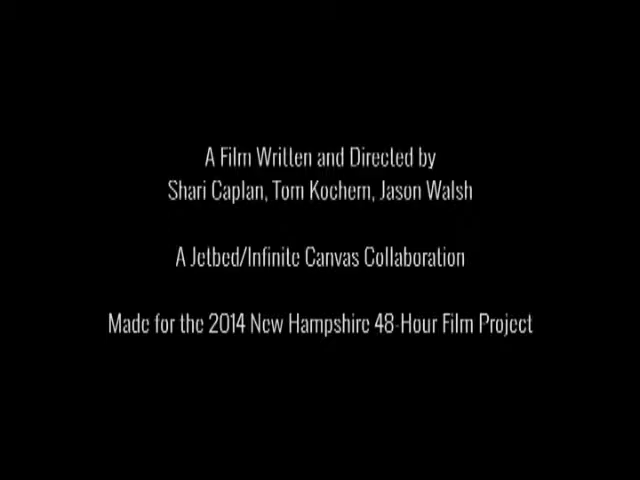 A Film Written and Directed by
Shari Caplan, Tom Kochem, Jason Walsh
A Jetbed/Infinite Canvas Collaboration
Made for the 2014 New Hampshire 48-Hour Film Project